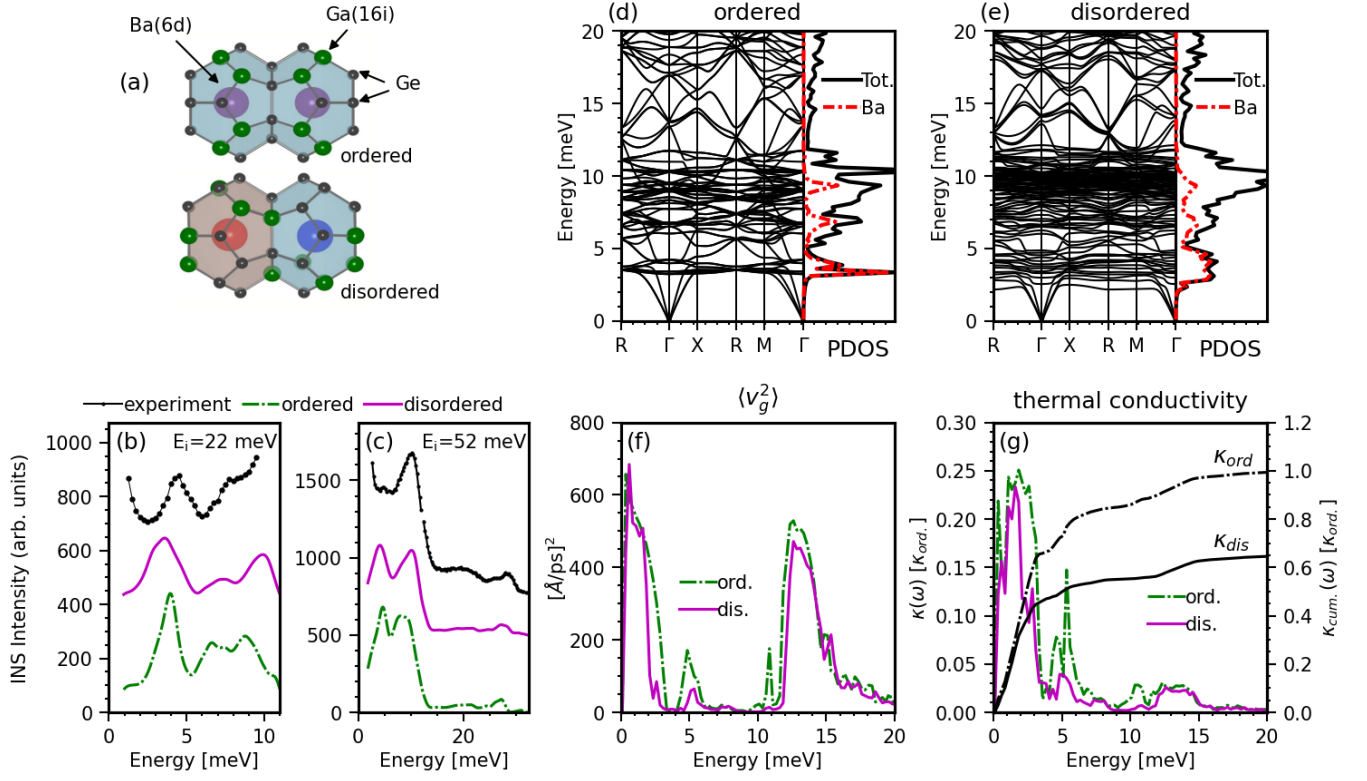 (a)
Ba(6d)
Ga(16i)
Ge
ordered
disordered
(d)
ordered
Energy [meV]
20
15
10
5
0
R
Γ
X
R
M
Γ
PDOS
Tot.
Ba
(e)
disordered
Energy [meV]
20
15
10
5
0
R
Γ
X
R
M
Γ
PDOS
Tot.
Ba
experiment
ordered
disordered
(b)
E_i=22 meV
INS Intensity (arb. units)
1000
800
600
400
200
0
0
5
10
Energy [meV]
(c)
E_i=52 meV
1500
1000
500
0
20
Energy [meV]
⟨v_g^2⟩
(f)
[Å/ps]^2
800
600
400
200
0
ord.
dis.
0
5
10
15
20
Energy [meV]
thermal conductivity
(g)
κ(ω) [κ_ord.]
0.30
0.25
0.20
0.15
0.10
0.05
0.00
κ_ord
κ_dis
ord.
dis.
0
5
10
15
20
Energy [meV]
1.2
1.0
0.8
0.6
0.4
0.2
0.0
κ_cum.(ω) [κ_ord.]